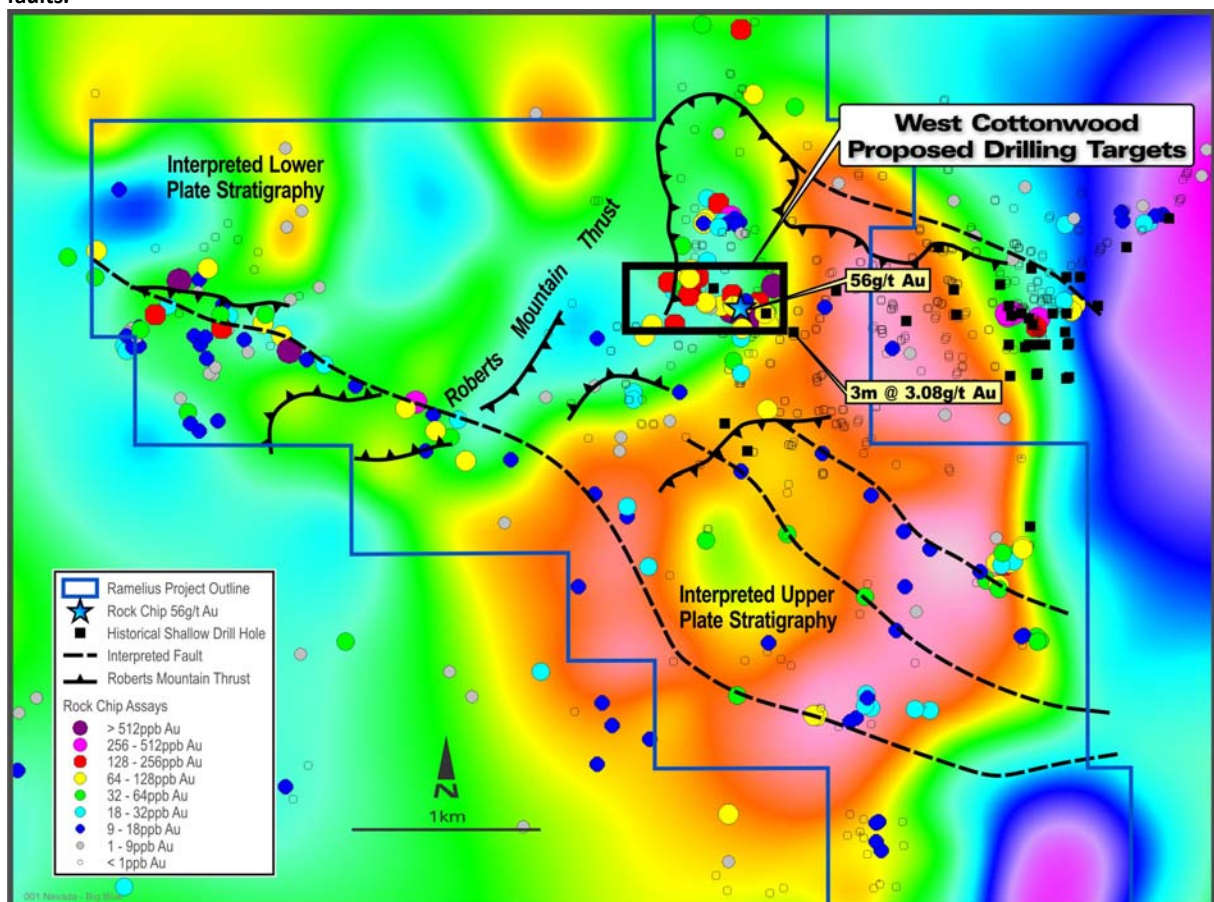 faults.
West Cottonwood
Proposed Drilling Targets
Interpreted Lower
Plate Stratigraphy
Roberts Mountain Thrust
56g/t Au
3m @ 3.08g/t Au
Interpreted Upper
Plate Stratigraphy
Ramelius Project Outline
Rock Chip 56g/t Au
Historical Shallow Drill Hole
Interpreted Fault
Roberts Mountain Thrust
Rock Chip Assays
> 512ppb Au
256 - 512ppb Au
128 - 256ppb Au
64 - 128ppb Au
32 - 64ppb Au
18 - 32ppb Au
9 - 18ppb Au
1 - 9ppb Au
< 1ppb Au
N
1km
001 Nevada - Big Blue